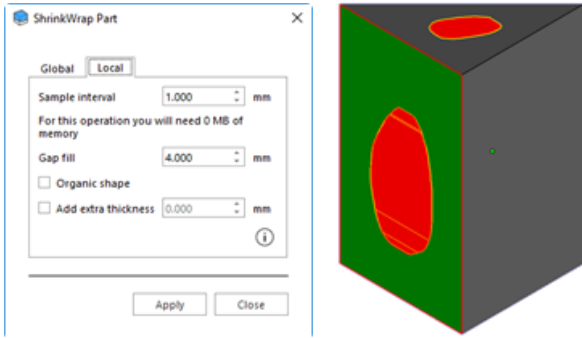 ShrinkWrap Part
Global Local
Sample interval 1.000 mm
For this operation you will need 0 MB of
memory
Gap fill 4.000 mm
Organic shape
Add extra thickness 0.000 mm
Apply Close